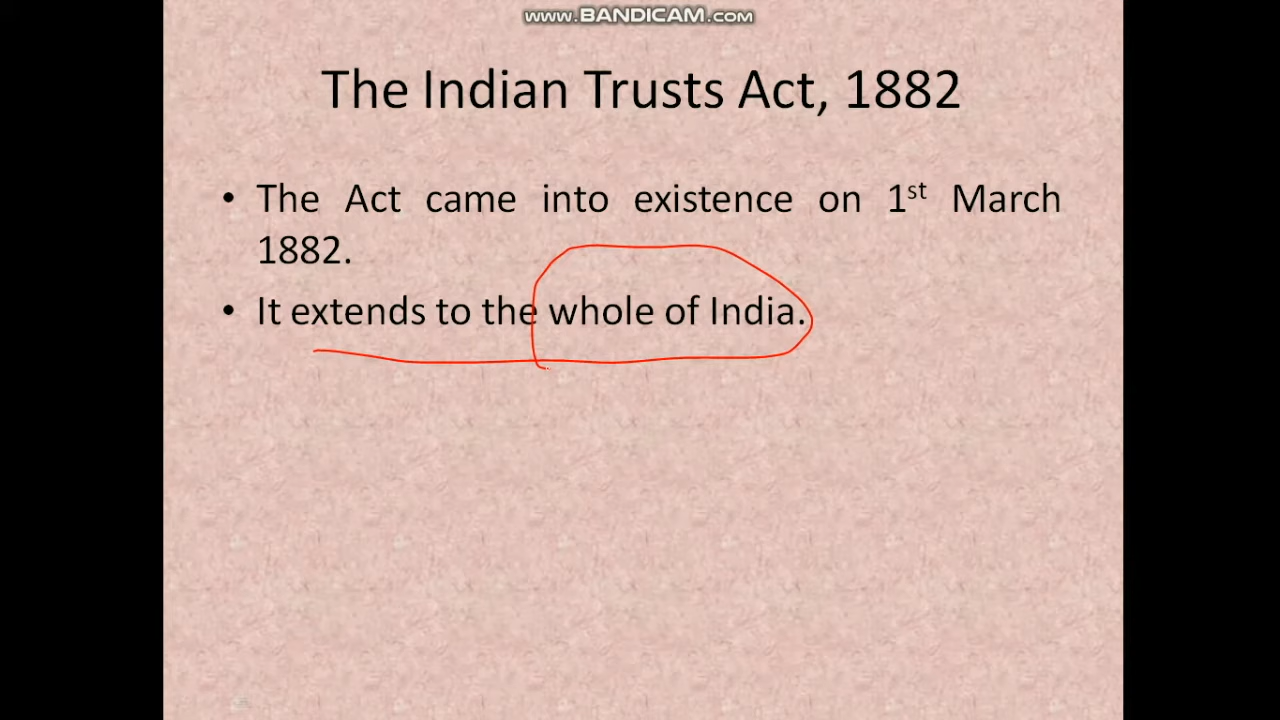 www.BANDICAM.com
The Indian Trusts Act, 1882
• The Act came into existence on 1st March
1882.
• It extends to the whole of India.